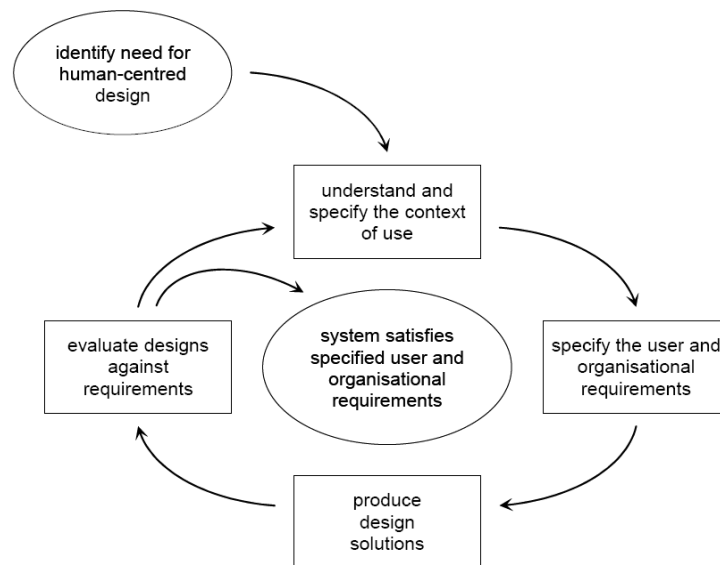 identify need for
human-centred
design
understand and
specify the context
of use
evaluate designs
against
requirements
system satisfies
specified user and
organisational
requirements
specify the user and
organisational
requirements
produce
design
solutions